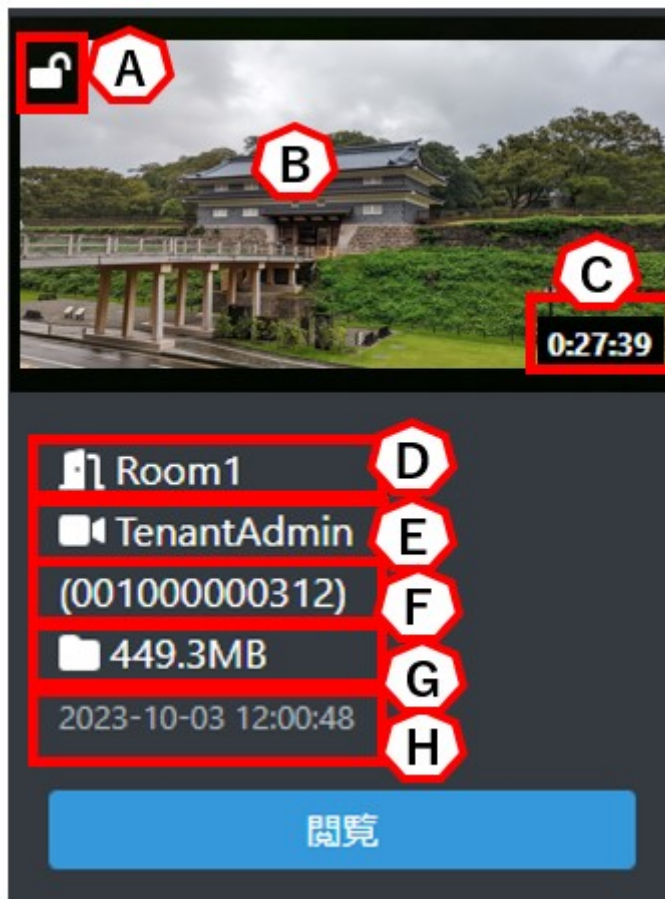 A
B
C
0:27:39
Room1
D
TenantAdmin
E
(001000000312)
F
449.3MB
G
2023-10-03 12:00:48
H
閲覧